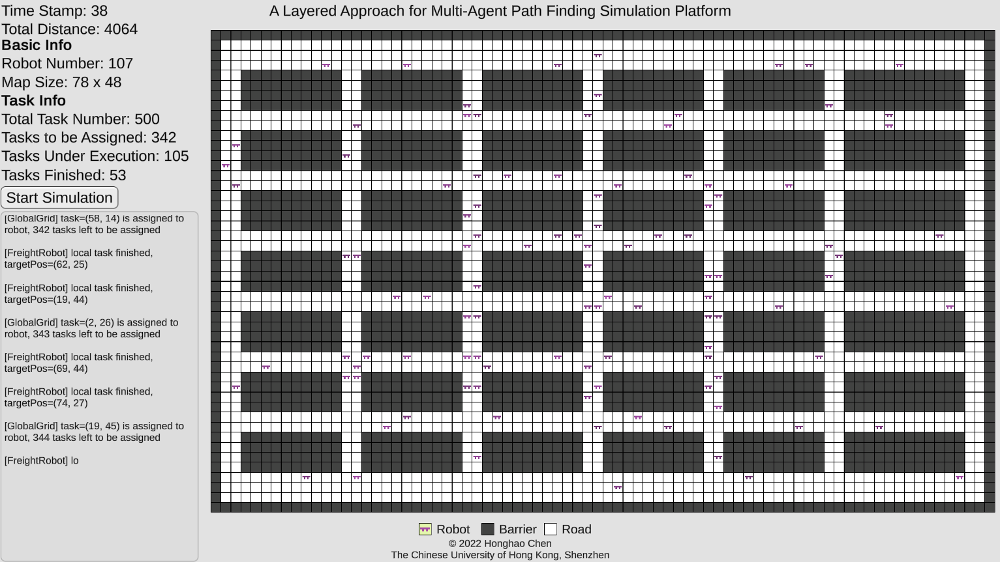 Time Stamp: 38
A Layered Approach for Multi-Agent Path Finding Simulation Platform
Total Distance: 4064
Basic Info
Robot Number: 107
Map Size: 78 x 48
Task Info
Total Task Number: 500
Tasks to be Assigned: 342
Tasks Under Execution: 105
Tasks Finished: 53
Start Simulation
[GlobalGrid] task=(58, 14) is assigned to
robot, 342 tasks left to be assigned
[FreightRobot] local task finished,
targetPos=(62, 25)
[FreightRobot] local task finished,
targetPos=(19, 44)
[GlobalGrid] task=(2, 26) is assigned to
robot, 343 tasks left to be assigned
[FreightRobot] local task finished,
targetPos=(69, 44)
[FreightRobot] local task finished,
targetPos=(74, 27)
[GlobalGrid] task=(19, 45) is assigned to
robot, 344 tasks left to be assigned
[FreightRobot] lo
Robot Barrier Road
© 2022 Honghao Chen
The Chinese University of Hong Kong, Shenzhen